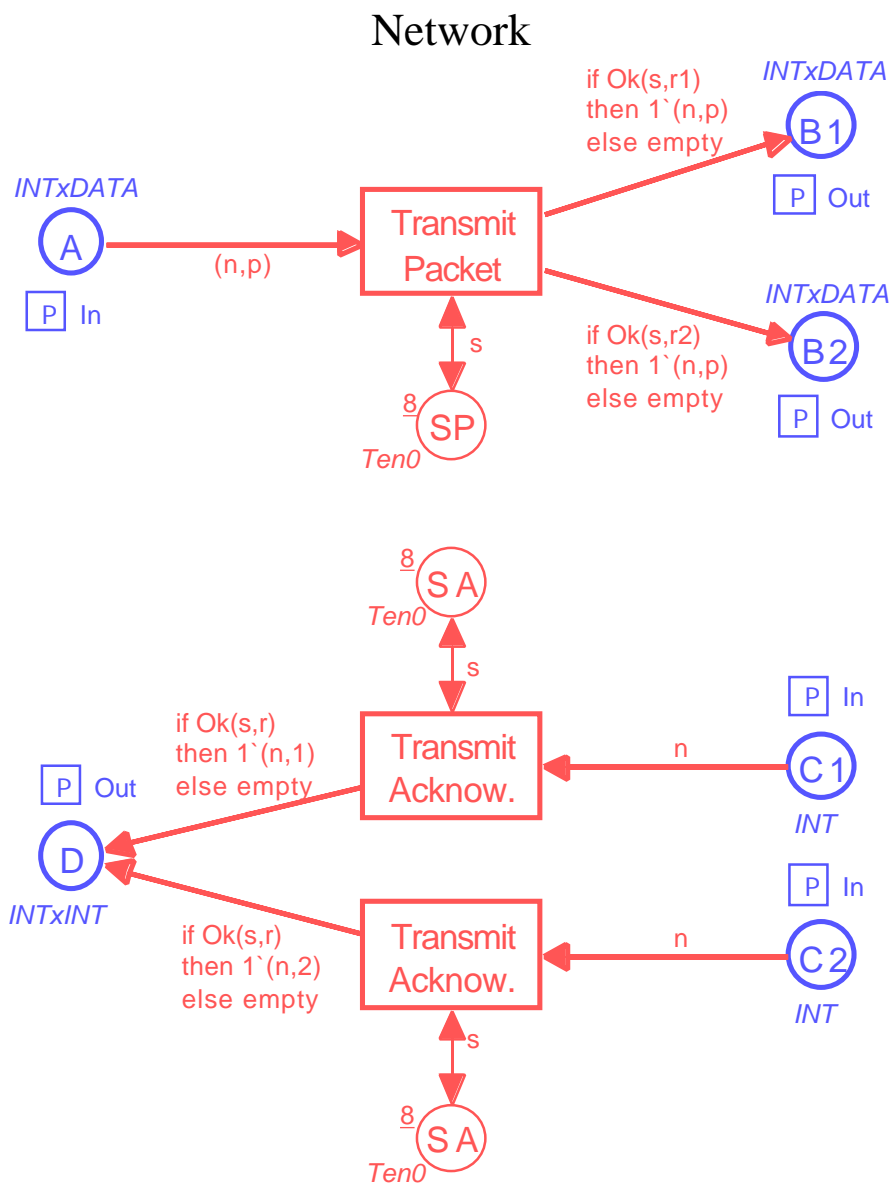 Network
INTxDATA
if Ok(s,r1)
then 1`(n,p)
else empty
B1
P Out
INTxDATA
A
(n,p)
P In
Transmit
Packet
INTxDATA
B2
if Ok(s,r2)
then 1`(n,p)
else empty
P Out
s
8
SP
Ten0
8
S A
Ten0
s
P In
if Ok(s,r)
then 1`(n,1)
else empty
Transmit
Acknow.
n
C1
INT
P Out
D
INTxINT
P In
if Ok(s,r)
then 1`(n,2)
else empty
Transmit
Acknow.
n
C2
INT
s
8
S A
Ten0